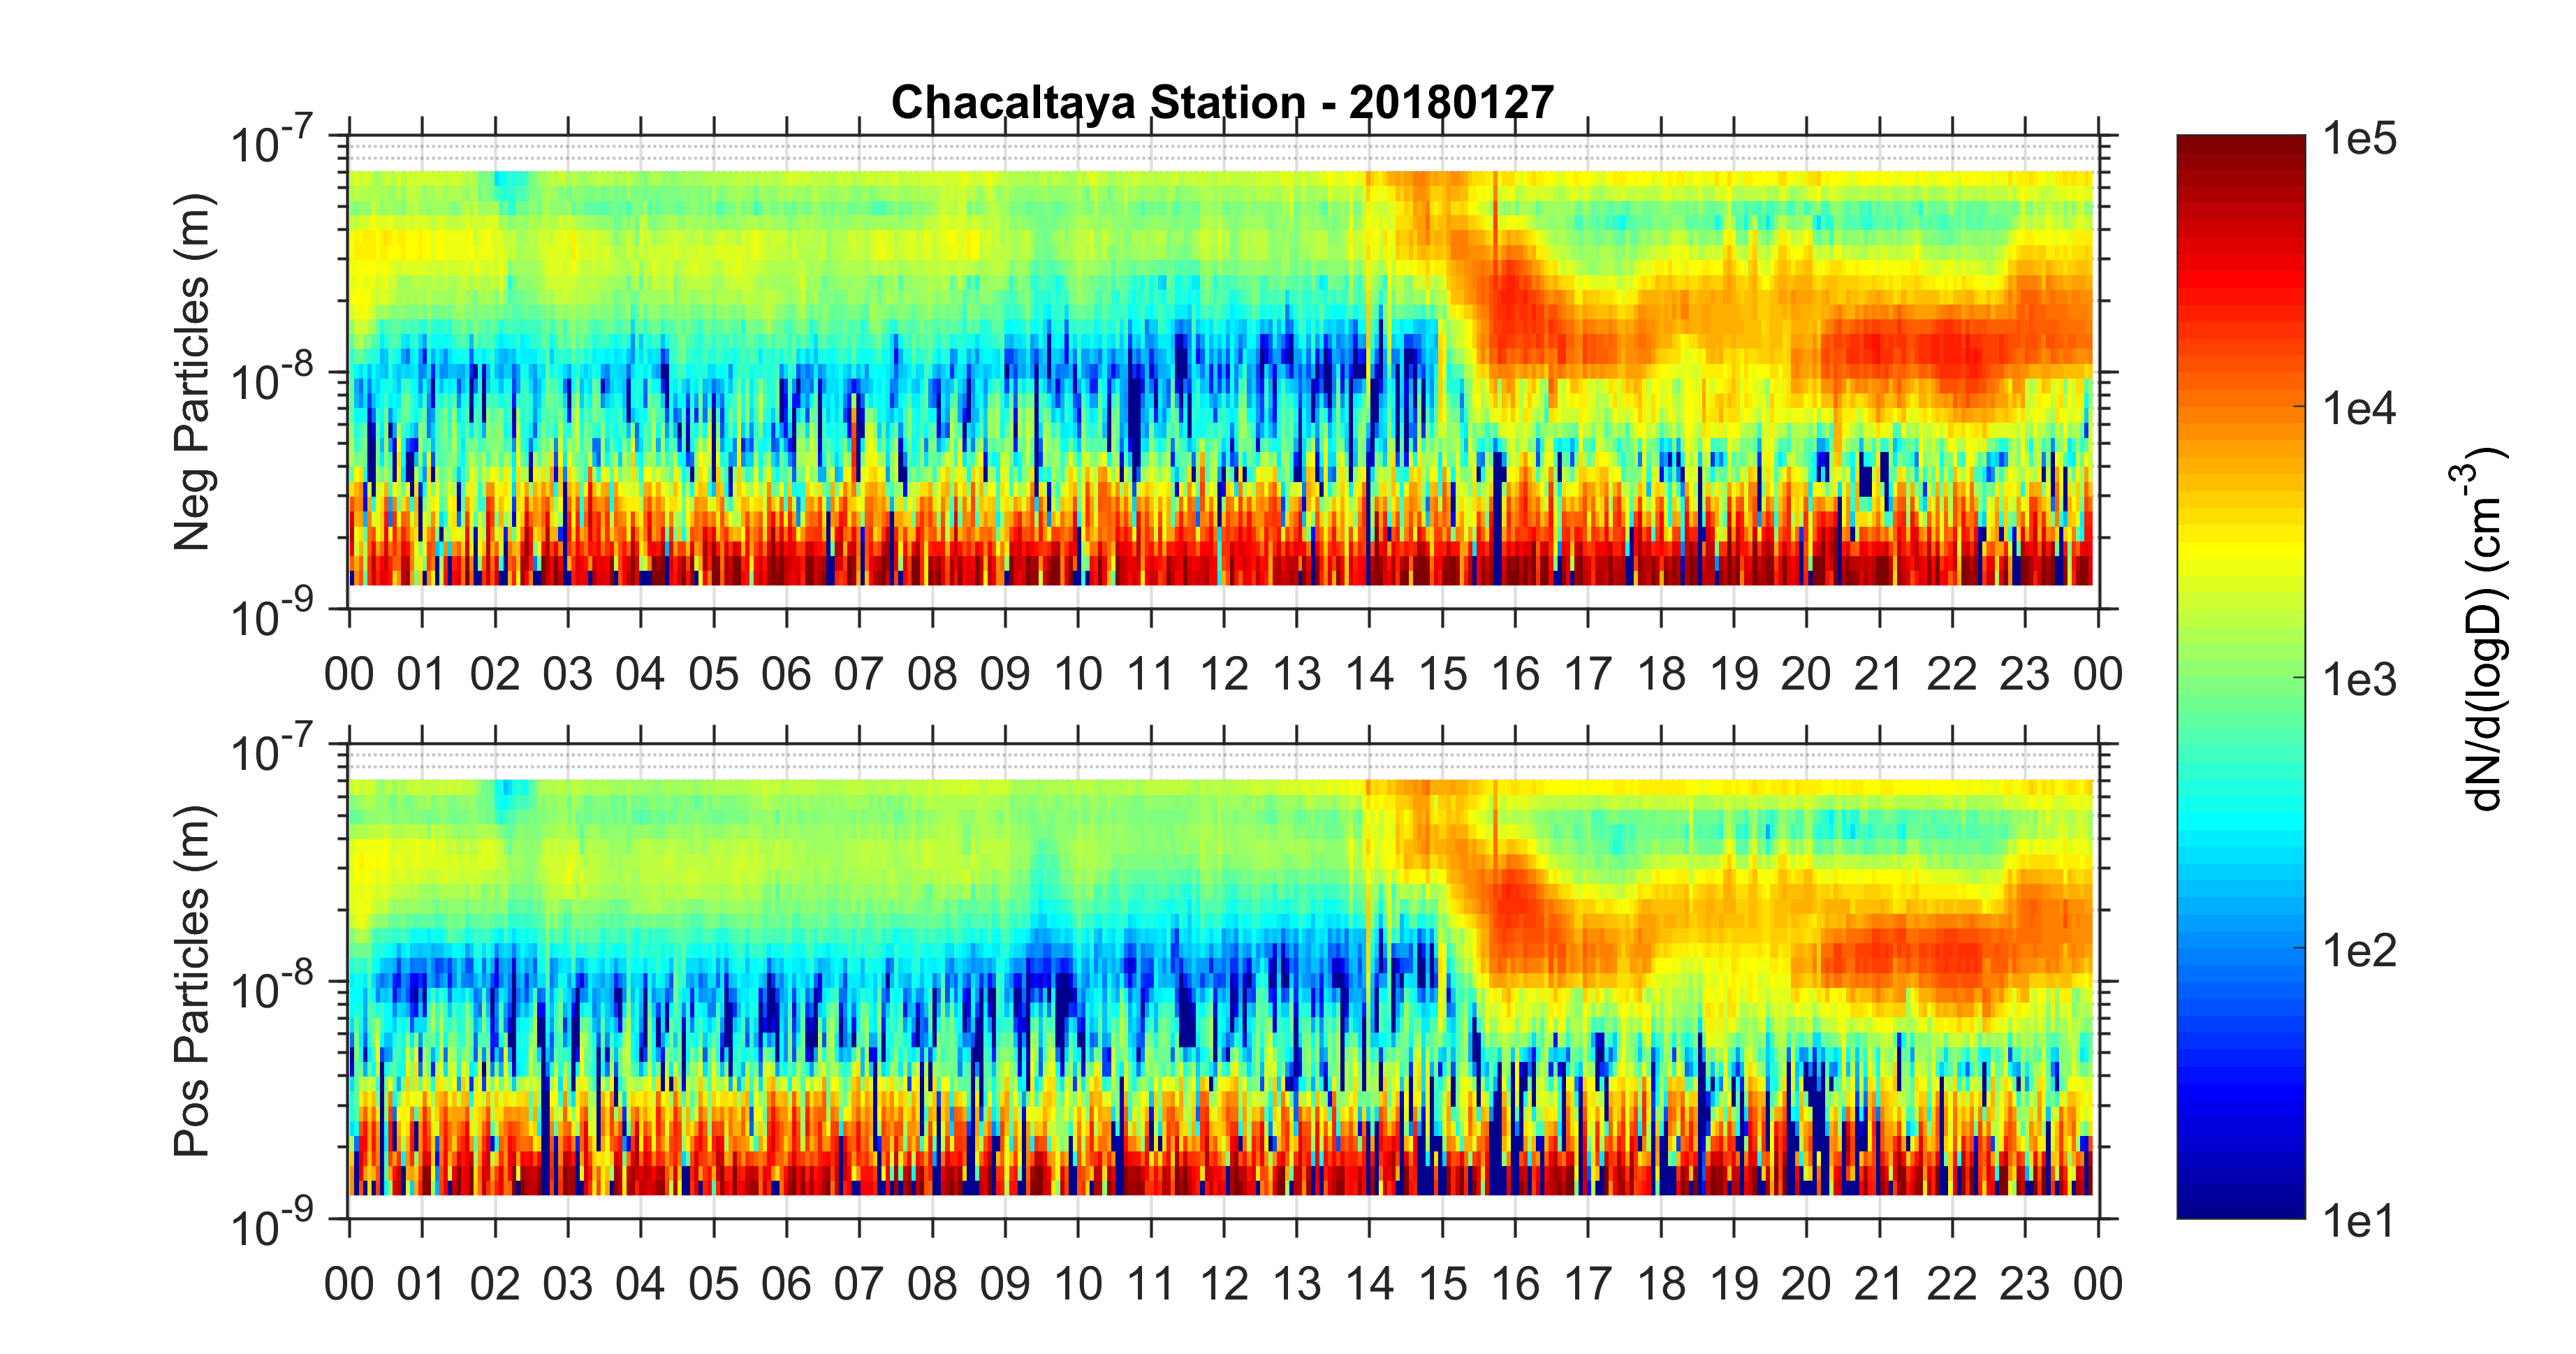 Chacaltaya Station - 20180127
Neg Particles (m)
10^-7
10^-8
10^-9
00 01 02 03 04 05 06 07 08 09 10 11 12 13 14 15 16 17 18 19 20 21 22 23 00
Pos Particles (m)
10^-7
10^-8
10^-9
00 01 02 03 04 05 06 07 08 09 10 11 12 13 14 15 16 17 18 19 20 21 22 23 00
1e5
1e4
1e3
1e2
1e1
dN/d(logD) (cm^-3)